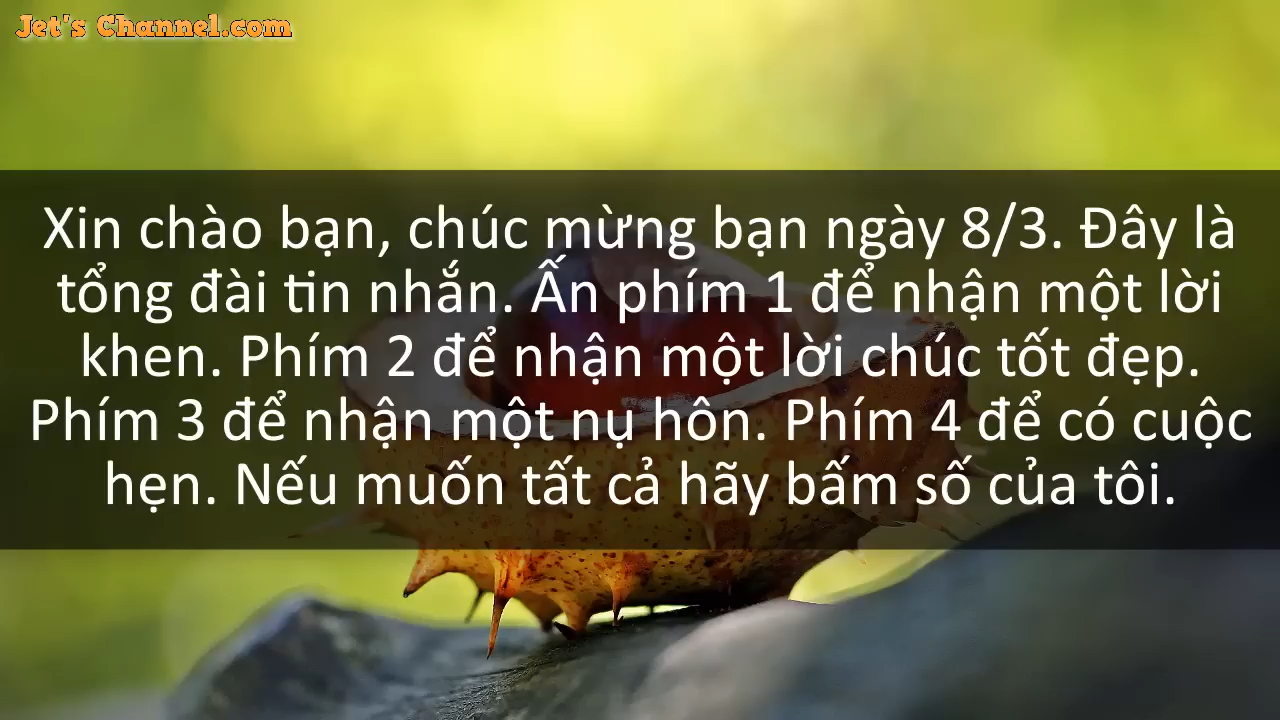 Jet's Channel.com
Xin chào bạn, chúc mừng bạn ngày 8/3. Đây là
tổng đài tin nhắn. Ấn phím 1 để nhận một lời
khen. Phím 2 để nhận một lời chúc tốt đẹp.
Phím 3 để nhận một nụ hôn. Phím 4 để có cuộc
hẹn. Nếu muốn tất cả hãy bấm số của tôi.